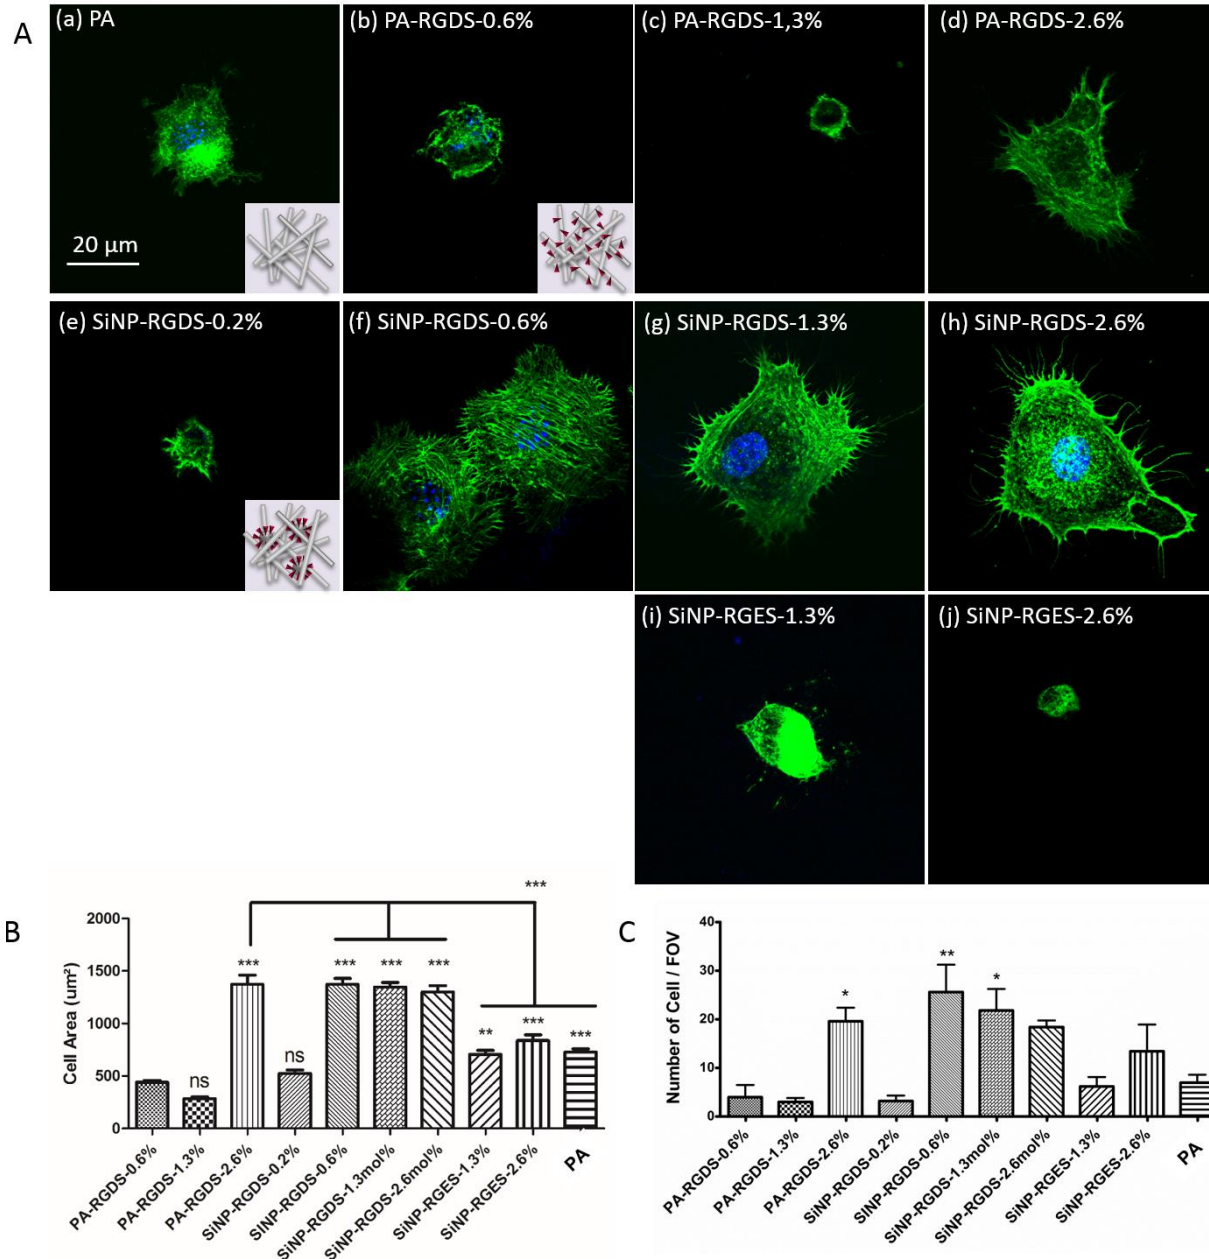 A
(a) PA
(b) PA-RGDS-0.6%
(c) PA-RGDS-1,3%
(d) PA-RGDS-2.6%
20 µm
(e) SiNP-RGDS-0.2%
(f) SiNP-RGDS-0.6%
(g) SiNP-RGDS-1.3%
(h) SiNP-RGDS-2.6%
(i) SiNP-RGES-1.3%
(j) SiNP-RGES-2.6%
B
***
2000
1500
1000
500
0
Cell Area (um²)
ns
***
ns
***
***
***
**
***
***
PA-RGDS-0.6%
PA-RGDS-1.3%
PA-RGDS-2.6%
SiNP-RGDS-0.2%
SiNP-RGDS-0.6%
SiNP-RGDS-1.3mol%
SiNP-RGDS-2.6mol%
SiNP-RGES-1.3%
SiNP-RGES-2.6%
PA
C
40
30
20
10
0
Number of Cell / FOV
*
**
*
PA-RGDS-0.6%
PA-RGDS-1.3%
PA-RGDS-2.6%
SiNP-RGDS-0.2%
SiNP-RGDS-0.6%
SiNP-RGDS-1.3mol%
SiNP-RGDS-2.6mol%
SiNP-RGES-1.3%
SiNP-RGES-2.6%
PA